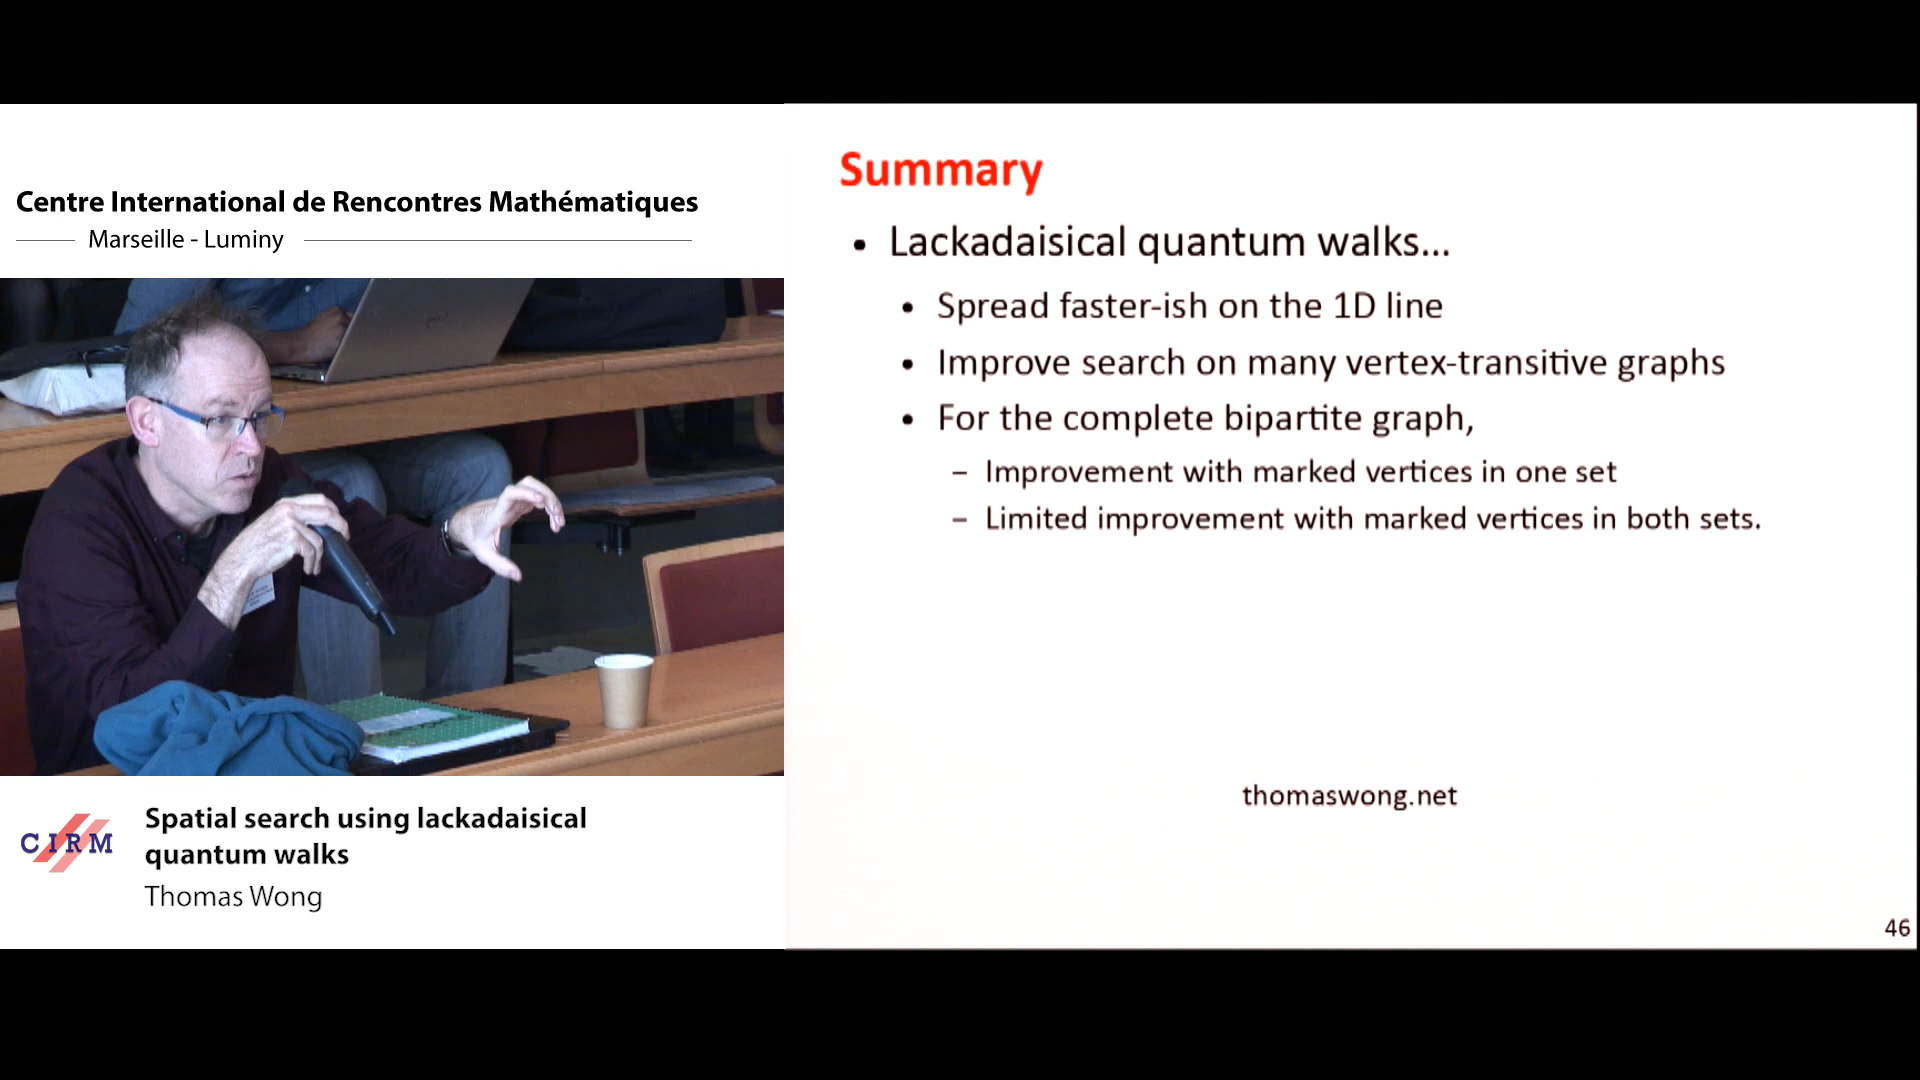 Centre International de Rencontres Mathématiques
Marseille - Luminy
CIRM
Spatial search using lackadaisical
quantum walks
Thomas Wong
Summary
• Lackadaisical quantum walks...
• Spread faster-ish on the 1D line
• Improve search on many vertex-transitive graphs
• For the complete bipartite graph,
– Improvement with marked vertices in one set
– Limited improvement with marked vertices in both sets.
thomaswong.net
46